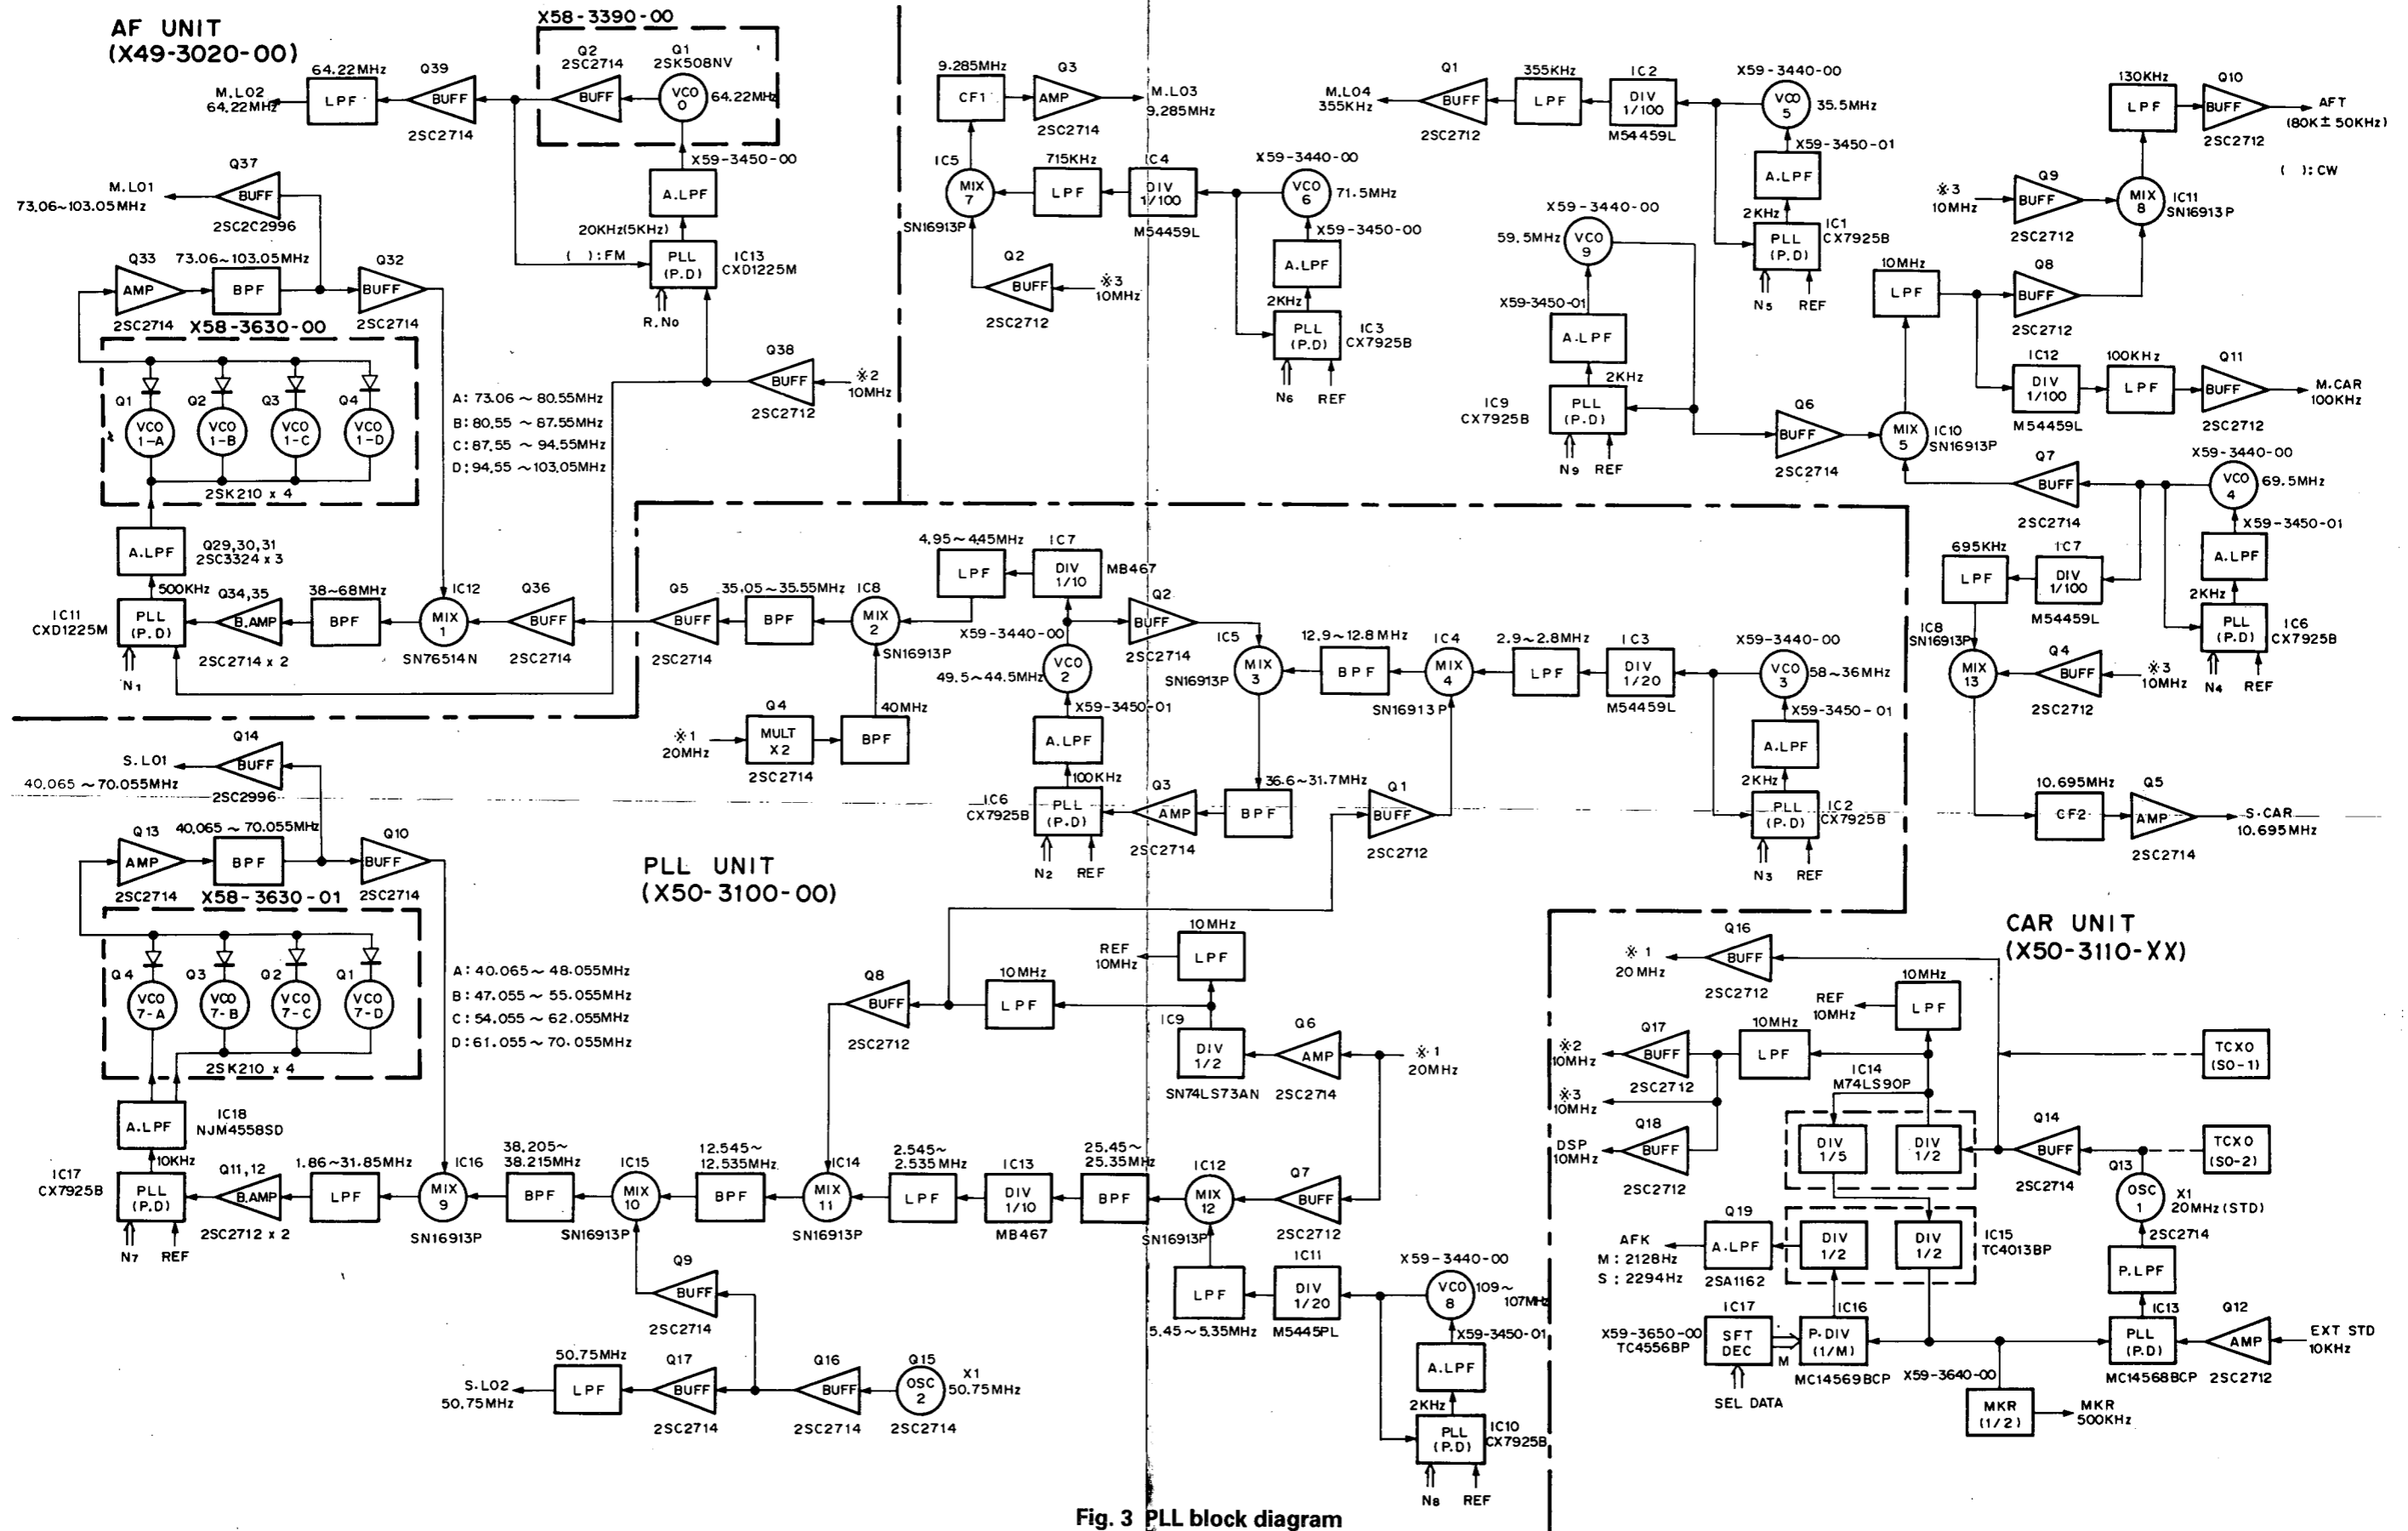 AF UNIT
(X49-3020-00)
X58-3390-00
Q2
2SC2714
Q1
2SK508NV
BUFF
VCO
0
64.22MHz
Q39
BUFF
2SC2714
64.22MHz
LPF
M.LO2
64.22MHz
X59-3450-00
A.LPF
20KHz(5KHz)
( ):FM
PLL
(P.D)
IC13
CXD1225M
R.No
Q37
BUFF
2SC2C2996
M.LO1
73.06~103.05MHz
Q33
AMP
2SC2714
73.06~103.05MHz
BPF
Q32
BUFF
2SC2714
X58-3630-00
Q1
VCO
1-A
Q2
VCO
1-B
Q3
VCO
1-C
Q4
VCO
1-D
2SK210 x 4
A: 73.06 ~ 80.55MHz
B: 80.55 ~ 87.55MHz
C: 87.55 ~ 94.55MHz
D: 94.55 ~ 103.05MHz
Q38
BUFF
2SC2712
※2
10MHz
A.LPF
Q29,30,31
2SC3324 x 3
500KHz
IC11
CXD1225M
PLL
(P.D)
N1
Q34,35
B.AMP
2SC2714 x 2
38~68MHz
BPF
IC12
MIX
1
SN76514N
Q36
BUFF
2SC2714
9.285MHz
CF1
Q3
AMP
2SC2714
M.LO3
9.285MHz
IC5
MIX
7
SN16913P
715KHz
LPF
IC4
DIV
1/100
M54459L
X59-3440-00
VCO
6
71.5MHz
X59-3450-00
A.LPF
2KHz
PLL
(P.D)
IC3
CX7925B
N6
REF
Q2
BUFF
2SC2712
※3
10MHz
M.LO4
355KHz
Q1
BUFF
2SC2712
355KHz
LPF
IC2
DIV
1/100
M54459L
X59-3440-00
VCO
5
35.5MHz
X59-3450-01
A.LPF
2KHz
PLL
(P.D)
IC1
CX7925B
N5
REF
X59-3440-00
59.5MHz
VCO
9
X59-3450-01
A.LPF
2KHz
IC9
CX7925B
PLL
(P.D)
N9
REF
Q6
BUFF
2SC2714
130KHz
LPF
Q10
BUFF
2SC2712
AFT
(80K± 50KHz)
( ): CW
※3
10MHz
Q9
BUFF
2SC2712
MIX
8
IC11
SN16913P
10MHz
LPF
Q8
BUFF
2SC2712
IC12
DIV
1/100
M54459L
100KHz
LPF
Q11
BUFF
2SC2712
M.CAR
100KHz
MIX
5
IC10
SN16913P
Q7
BUFF
2SC2714
X59-3440-00
VCO
4
69.5MHz
X59-3450-01
A.LPF
2KHz
PLL
(P.D)
IC6
CX7925B
N4
REF
695KHz
LPF
IC7
DIV
1/100
M54459L
IC8
SN16913P
MIX
13
Q4
BUFF
2SC2712
※3
10MHz
10.695MHz
CF2
Q5
AMP
2SC2714
S.CAR
10.695MHz
Q5
BUFF
2SC2714
35.05~35.55MHz
BPF
IC8
MIX
2
SN16913P
4.95~4.45MHz
LPF
IC7
DIV
1/10
MB467
X59-3440-00
VCO
2
49.5~44.5MHz
X59-3450-01
A.LPF
100KHz
IC6
CX7925B
PLL
(P.D)
N2
REF
※1
20MHz
Q4
MULT
X2
2SC2714
40MHz
BPF
Q2
BUFF
2SC2714
IC5
MIX
3
SN16913P
12.9~12.8MHz
BPF
IC4
MIX
4
SN16913P
2.9~2.8MHz
LPF
IC3
DIV
1/20
M54459L
X59-3440-00
VCO
3
58~36MHz
X59-3450-01
A.LPF
2KHz
PLL
(P.D)
IC2
CX7925B
N3
REF
Q3
AMP
2SC2714
36.6~31.7MHz
BPF
Q1
BUFF
2SC2712
PLL UNIT
(X50-3100-00)
Q14
BUFF
2SC2996
S.LO1
40.065 ~70.055MHz
Q13
AMP
2SC2714
40.065 ~70.055MHz
BPF
Q10
BUFF
2SC2714
X58-3630-01
Q4
VCO
7-A
Q3
VCO
7-B
Q2
VCO
7-C
Q1
VCO
7-D
2SK210 x 4
A: 40.065~ 48.055MHz
B: 47.055 ~ 55.055MHz
C: 54.055 ~ 62.055MHz
D: 61.055~ 70.055MHz
A.LPF
IC18
NJM4558SD
10KHz
IC17
CX7925B
PLL
(P.D)
N7
REF
Q11,12
B.AMP
2SC2712 x 2
1.86~31.85MHz
LPF
IC16
MIX
9
SN16913P
38.205~
38.215MHz
BPF
IC15
MIX
10
SN16913P
12.545~
12.535MHz
BPF
IC14
MIX
11
SN16913P
2.545~
2.535MHz
LPF
IC13
DIV
1/10
MB467
25.45~
25.35MHz
BPF
IC12
MIX
12
SN16913P
Q7
BUFF
2SC2712
Q8
BUFF
2SC2712
10MHz
LPF
REF
10MHz
10MHz
LPF
IC9
DIV
1/2
SN74LS73AN
Q6
AMP
2SC2714
※1
20MHz
LPF
5.45~5.35MHz
IC11
DIV
1/20
M5445PL
X59-3440-00
VCO
8
109~
107MHz
X59-3450-01
A.LPF
2KHz
PLL
(P.D)
IC10
CX7925B
N8
REF
Q9
BUFF
2SC2714
S.LO2
50.75MHz
50.75MHz
LPF
Q17
BUFF
2SC2714
Q16
BUFF
2SC2714
Q15
OSC
2
2SC2714
X1
50.75MHz
CAR UNIT
(X50-3110-XX)
※1
20MHz
Q16
BUFF
2SC2712
REF
10MHz
10MHz
LPF
※2
10MHz
Q17
BUFF
2SC2712
10MHz
LPF
※3
10MHz
DSP
10MHz
Q18
BUFF
2SC2712
IC14
M74LS90P
DIV
1/5
DIV
1/2
Q14
BUFF
2SC2714
TCXO
(SO-1)
TCXO
(SO-2)
Q13
OSC
1
X1
20MHz(STD)
2SC2714
P.LPF
AFK
M: 2128Hz
S: 2294Hz
Q19
A.LPF
2SA1162
DIV
1/2
DIV
1/2
IC15
TC4013BP
X59-3650-00
TC4556BP
IC17
SFT
DEC
M
SEL DATA
IC16
P.DIV
(1/M)
MC14569BCP
X59-3640-00
IC13
PLL
(P.D)
MC14568BCP
Q12
AMP
2SC2712
EXT STD
10KHz
MKR
(1/2)
MKR
500KHz
Fig. 3 PLL block diagram